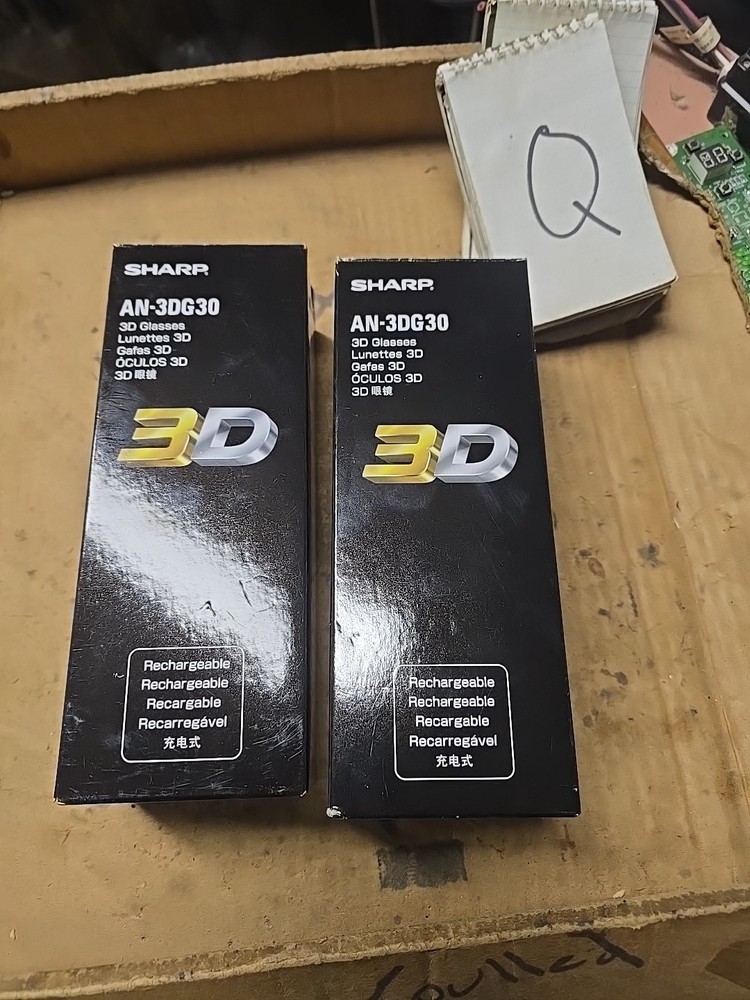 SHARP
AN-3DG30
3D Glasses
Lunettes 3D
Gafas 3D
ÓCULOS 3D
3D 眼镜
3D
Rechargeable
Rechargeable
Recargable
Recarregável
充电式
SHARP
AN-3DG30
3D Glasses
Lunettes 3D
Gafas 3D
ÓCULOS 3D
3D 眼镜
3D
Rechargeable
Rechargeable
Recargable
Recarregável
充电式
Q